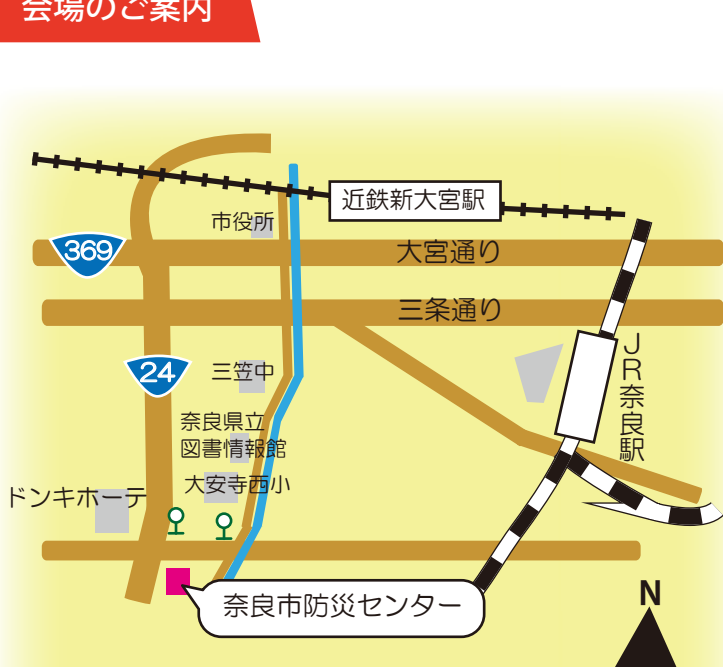 会場のご案内
近鉄新大宮駅
市役所
369
大宮通り
三条通り
24
三笠中
JR奈良駅
奈良県立
図書情報館
大安寺西小
ドンキホーテ
奈良市防災センター
N